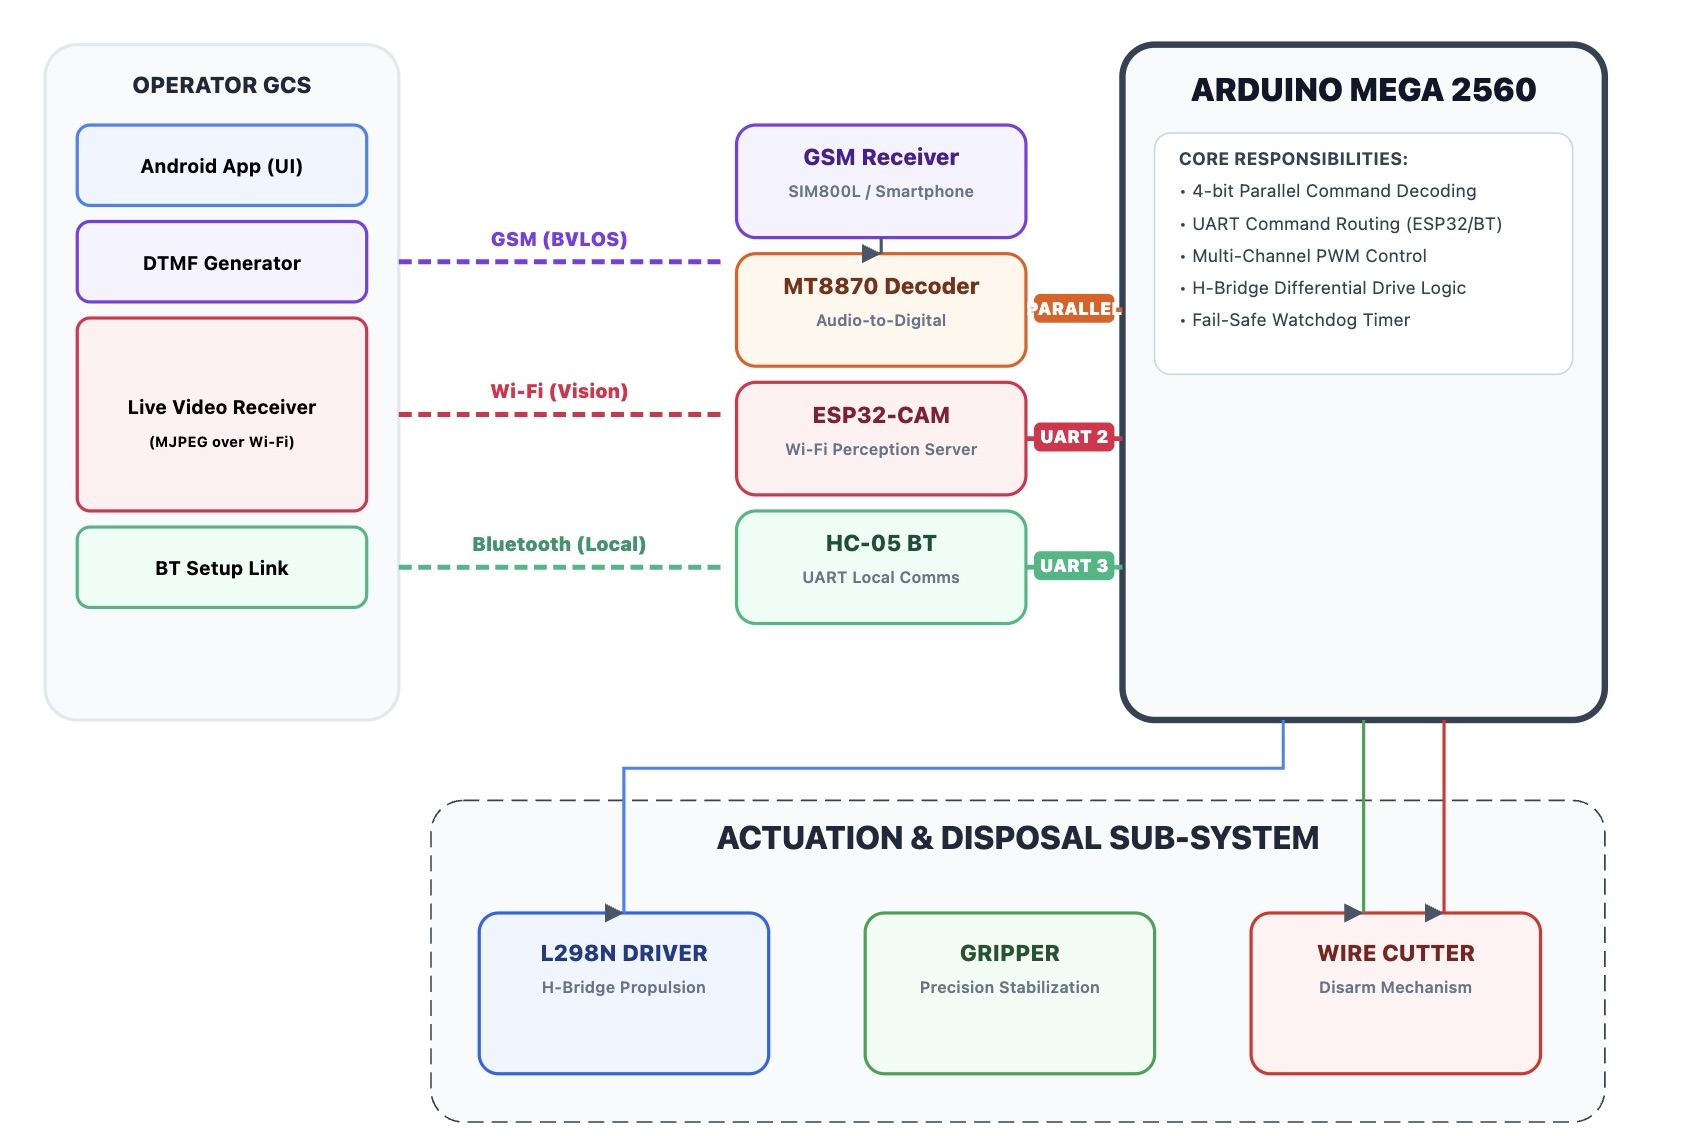 OPERATOR GCS
Android App (UI)
DTMF Generator
Live Video Receiver
(MJPEG over Wi-Fi)
BT Setup Link
GSM (BVLOS)
Wi-Fi (Vision)
Bluetooth (Local)
GSM Receiver
SIM800L / Smartphone
MT8870 Decoder
Audio-to-Digital
ESP32-CAM
Wi-Fi Perception Server
HC-05 BT
UART Local Comms
PARALLEL
UART 2
UART 3
ARDUINO MEGA 2560
CORE RESPONSIBILITIES:
• 4-bit Parallel Command Decoding
• UART Command Routing (ESP32/BT)
• Multi-Channel PWM Control
• H-Bridge Differential Drive Logic
• Fail-Safe Watchdog Timer
ACTUATION & DISPOSAL SUB-SYSTEM
L298N DRIVER
H-Bridge Propulsion
GRIPPER
Precision Stabilization
WIRE CUTTER
Disarm Mechanism